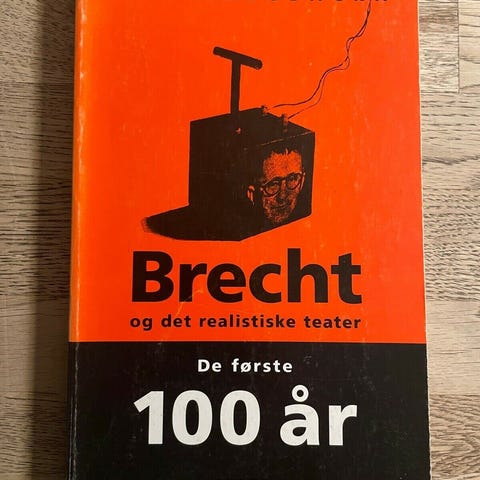 Brecht
og det realistiske teater
De første
100 år